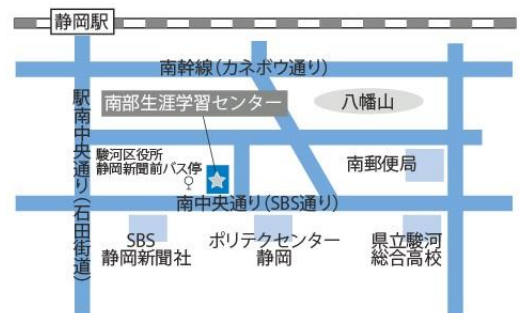 静岡駅
南幹線(カネボウ通り)
南部生涯学習センター
八幡山
駅南中央通り(石田街道)
駿河区役所
静岡新聞前バス停
南郵便局
南中央通り(SBS通り)
SBS
静岡新聞社
ポリテクセンター
静岡
県立駿河
総合高校